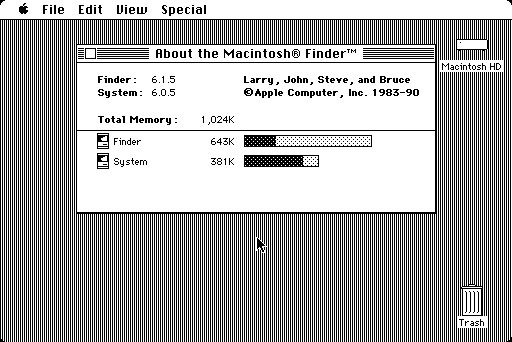 File Edit View Special
About the Macintosh® Finder™
Finder: 6.1.5 Larry, John, Steve, and Bruce
System: 6.0.5 ©Apple Computer, Inc. 1983-90
Total Memory: 1,024K
Finder 643K
System 381K
Macintosh HD
Trash